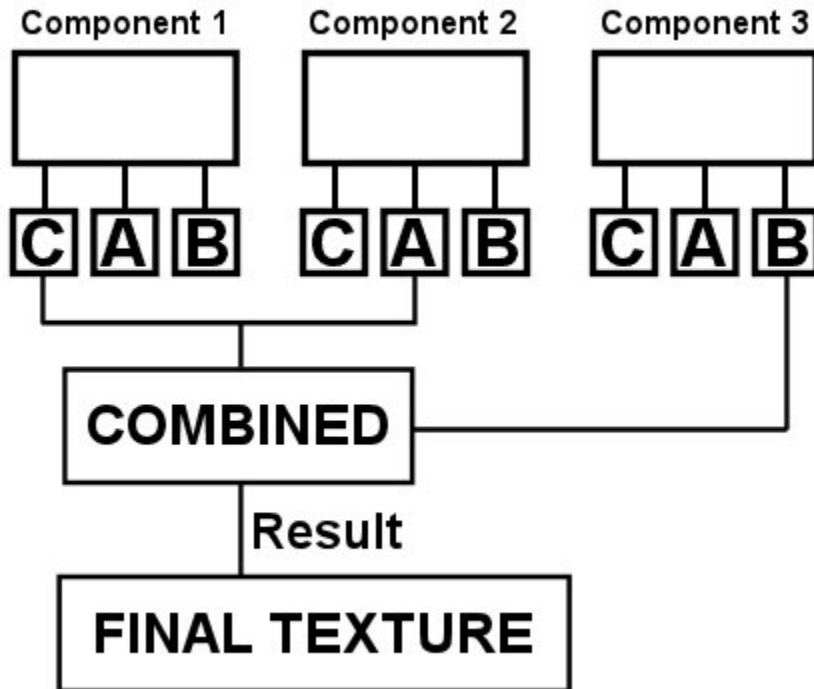 Component 1 Component 2 Component 3
C A B C A B C A B
COMBINED
Result
FINAL TEXTURE